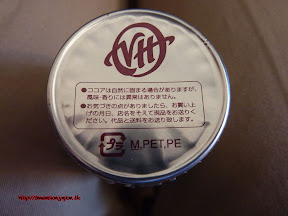 VH
●ココアは自然に固まる場合がありますが、
風味・香りには異常はありません。
●お気づきの点がありましたら、お買い上
げの月日、店名をそえて現品をお送りく
ださい。代品と送料をお送り致します。
プラ M.PET,PE